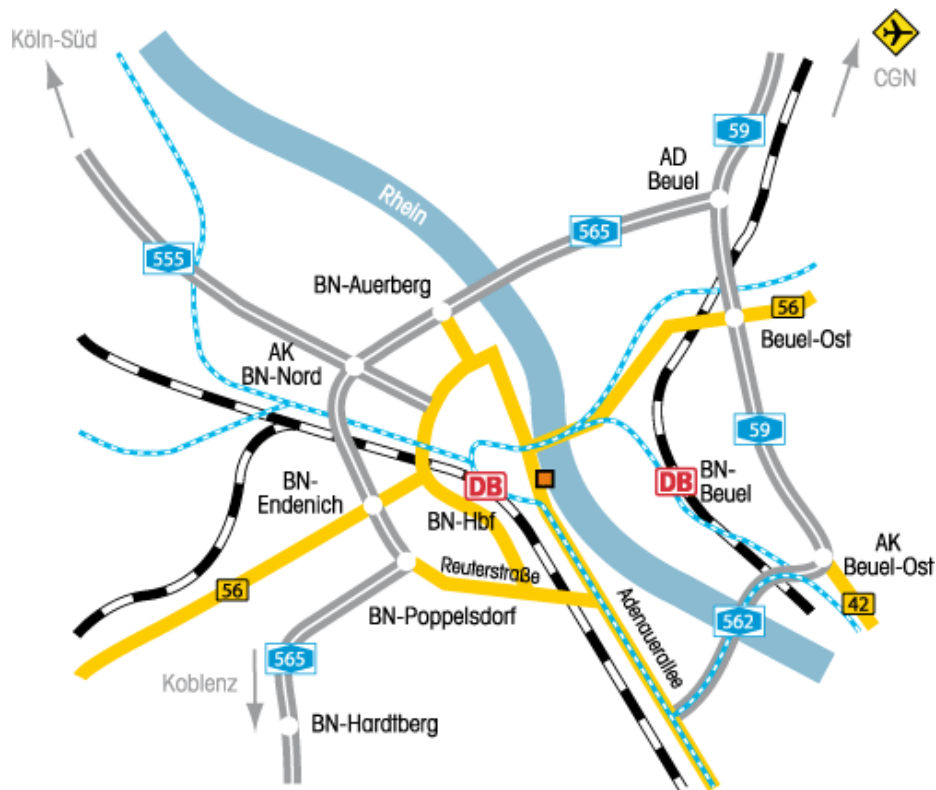 Köln-Süd
CGN
59
AD
Beuel
Rhein
565
555
BN-Auerberg
56
Beuel-Ost
AK
BN-Nord
59
BN-
Endenich
DB
BN-Hbf
DB
BN-
Beuel
AK
Beuel-Ost
Reuterstraße
56
BN-Poppelsdorf
Adenauerallee
562
42
565
Koblenz
BN-Hardtberg